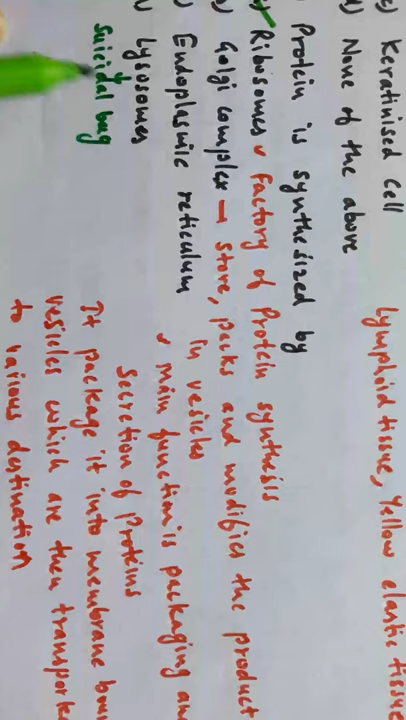 c) Keratinised Cell
d) None of the above
Lymphoid tissue, Yellow elastic tissue
Protein is synthesized by
Ribosomes ✓ factory of Protein synthesis
Golgi complex → store, packs and modifies the product
in vesicles
Endoplasmic reticulum
✓ main function is packaging and
Secretion of Proteins
Lysosomes
It package it into membrane boun
suicidal bag
vesicles which are then transporte
to various destination